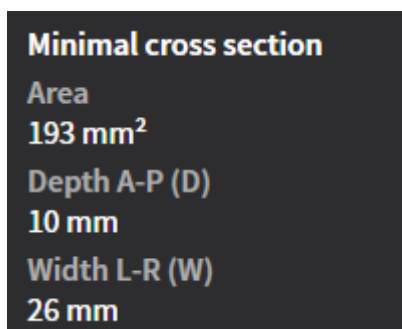 Minimal cross section
Area
193 mm²
Depth A-P (D)
10 mm
Width L-R (W)
26 mm